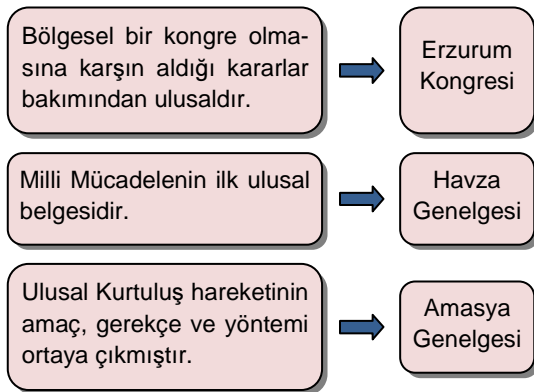 Bölgesel bir kongre olma-
sına karşın aldığı kararlar
bakımından ulusaldır.
Erzurum
Kongresi
Milli Mücadelenin ilk ulusal
belgesidir.
Havza
Genelgesi
Ulusal Kurtuluş hareketinin
amaç, gerekçe ve yöntemi
ortaya çıkmıştır.
Amasya
Genelgesi